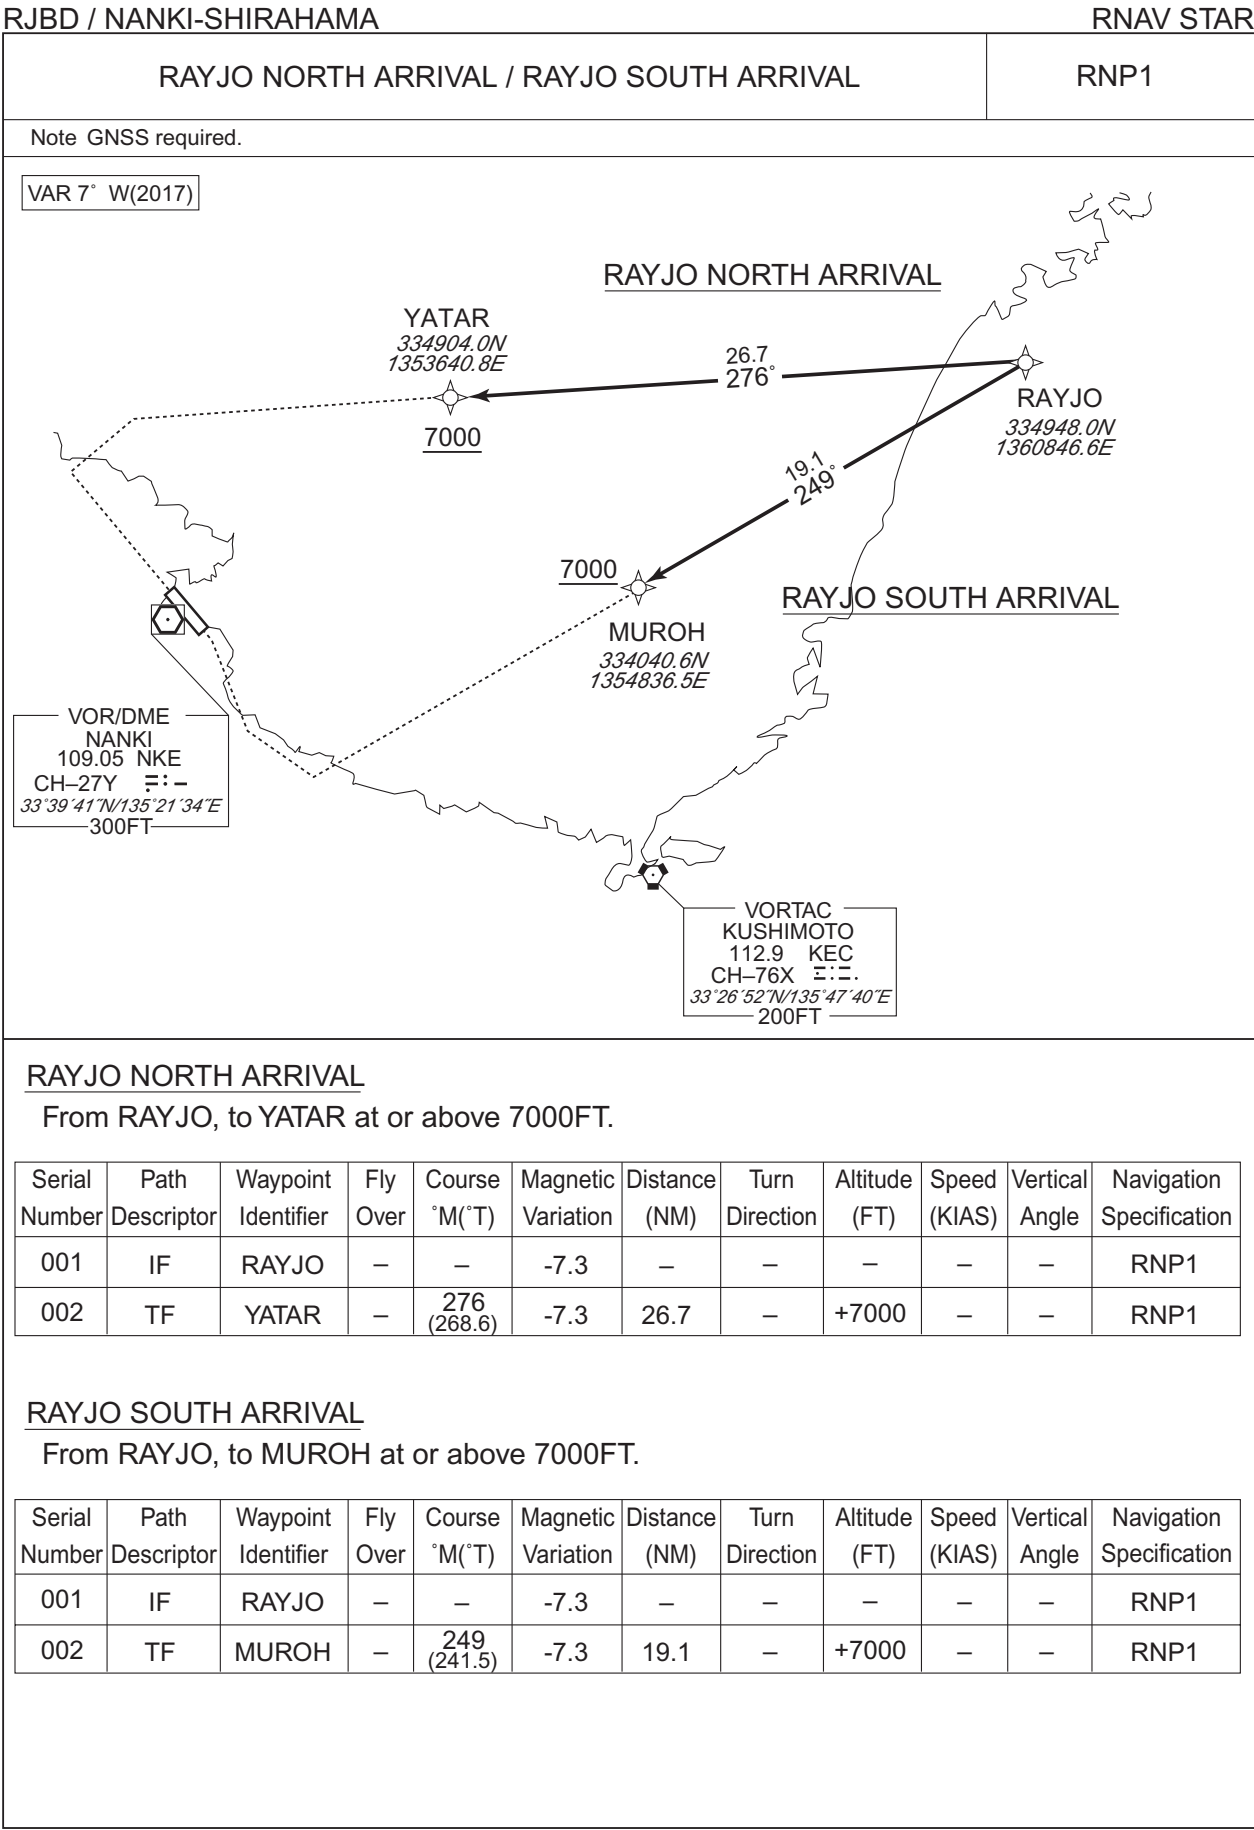 RJBD / NANKI-SHIRAHAMA
RNAV STAR
RAYJO NORTH ARRIVAL / RAYJO SOUTH ARRIVAL
RNP1
Note GNSS required.
VAR 7° W(2017)
RAYJO NORTH ARRIVAL
YATAR
334904.0N
1353640.8E
7000
26.7
276°
RAYJO
334948.0N
1360846.6E
19.1
249°
7000
RAYJO SOUTH ARRIVAL
MUROH
334040.6N
1354836.5E
VOR/DME
NANKI
109.05 NKE
CH–27Y
33°39´41˝N/135°21´34˝E
300FT
VORTAC
KUSHIMOTO
112.9 KEC
CH–76X
33°26´52˝N/135°47´40˝E
200FT
RAYJO NORTH ARRIVAL
From RAYJO, to YATAR at or above 7000FT.
Serial Path Waypoint Fly Course Magnetic Distance Turn Altitude Speed Vertical Navigation
Number Descriptor Identifier Over °M(°T) Variation (NM) Direction (FT) (KIAS) Angle Specification
001 IF RAYJO – – -7.3 – – – – – RNP1
002 TF YATAR – 276 (268.6) -7.3 26.7 – +7000 – – RNP1
RAYJO SOUTH ARRIVAL
From RAYJO, to MUROH at or above 7000FT.
Serial Path Waypoint Fly Course Magnetic Distance Turn Altitude Speed Vertical Navigation
Number Descriptor Identifier Over °M(°T) Variation (NM) Direction (FT) (KIAS) Angle Specification
001 IF RAYJO – – -7.3 – – – – – RNP1
002 TF MUROH – 249 (241.5) -7.3 19.1 – +7000 – – RNP1